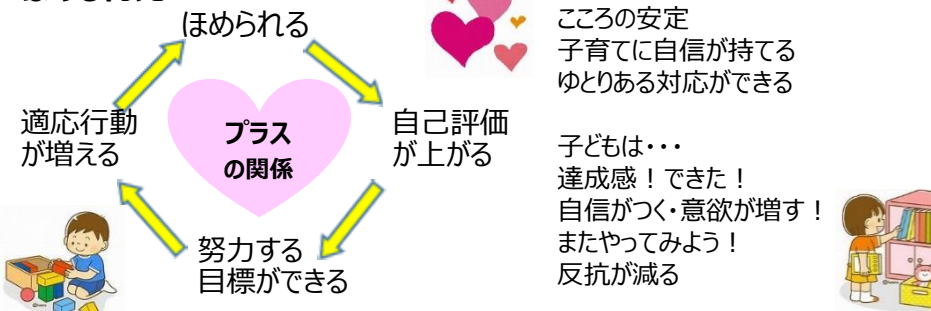 ほめられる
適応行動
が増える
プラス
の関係
自己評価
が上がる
努力する
目標ができる
こころの安定
子育てに自信が持てる
ゆとりある対応ができる
子どもは・・・
達成感！できた！
自信がつく・意欲が増す！
またやってみよう！
反抗が減る